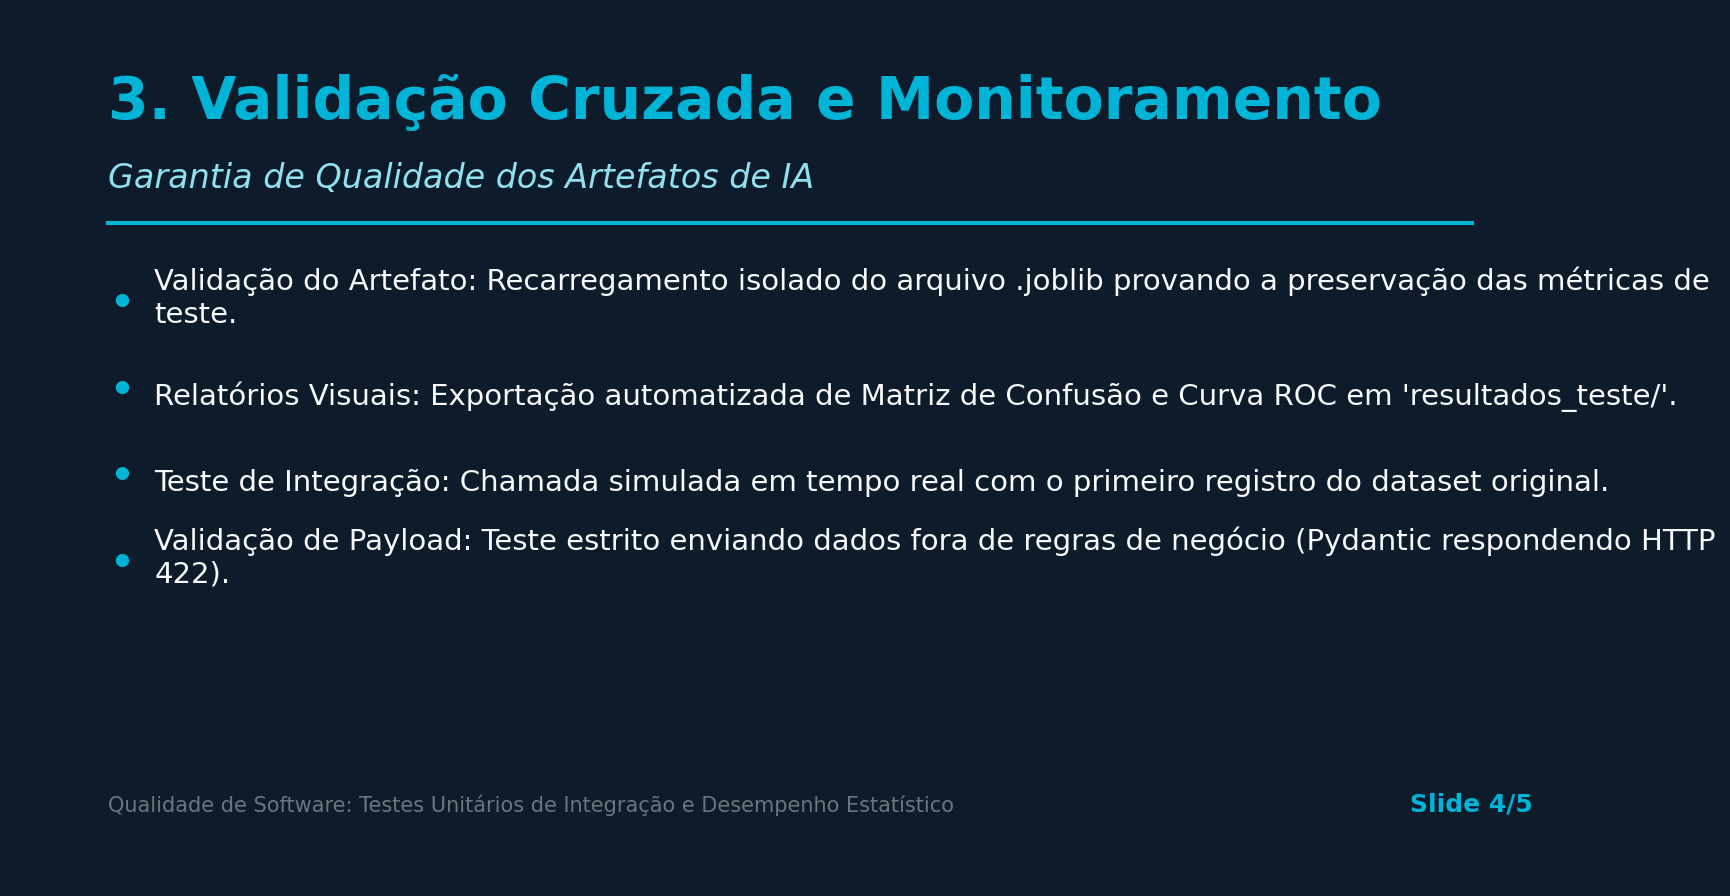 3. Validação Cruzada e Monitoramento
Garantia de Qualidade dos Artefatos de IA
Validação do Artefato: Recarregamento isolado do arquivo .joblib provando a preservação das métricas de
teste.
Relatórios Visuais: Exportação automatizada de Matriz de Confusão e Curva ROC em 'resultados_teste/'.
Teste de Integração: Chamada simulada em tempo real com o primeiro registro do dataset original.
Validação de Payload: Teste estrito enviando dados fora de regras de negócio (Pydantic respondendo HTTP
422).
Qualidade de Software: Testes Unitários de Integração e Desempenho Estatístico
Slide 4/5